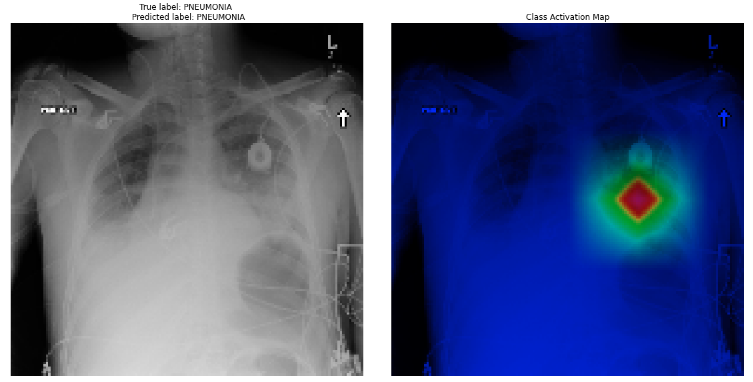 True label: PNEUMONIA
Predicted label: PNEUMONIA
Class Activation Map
L
L